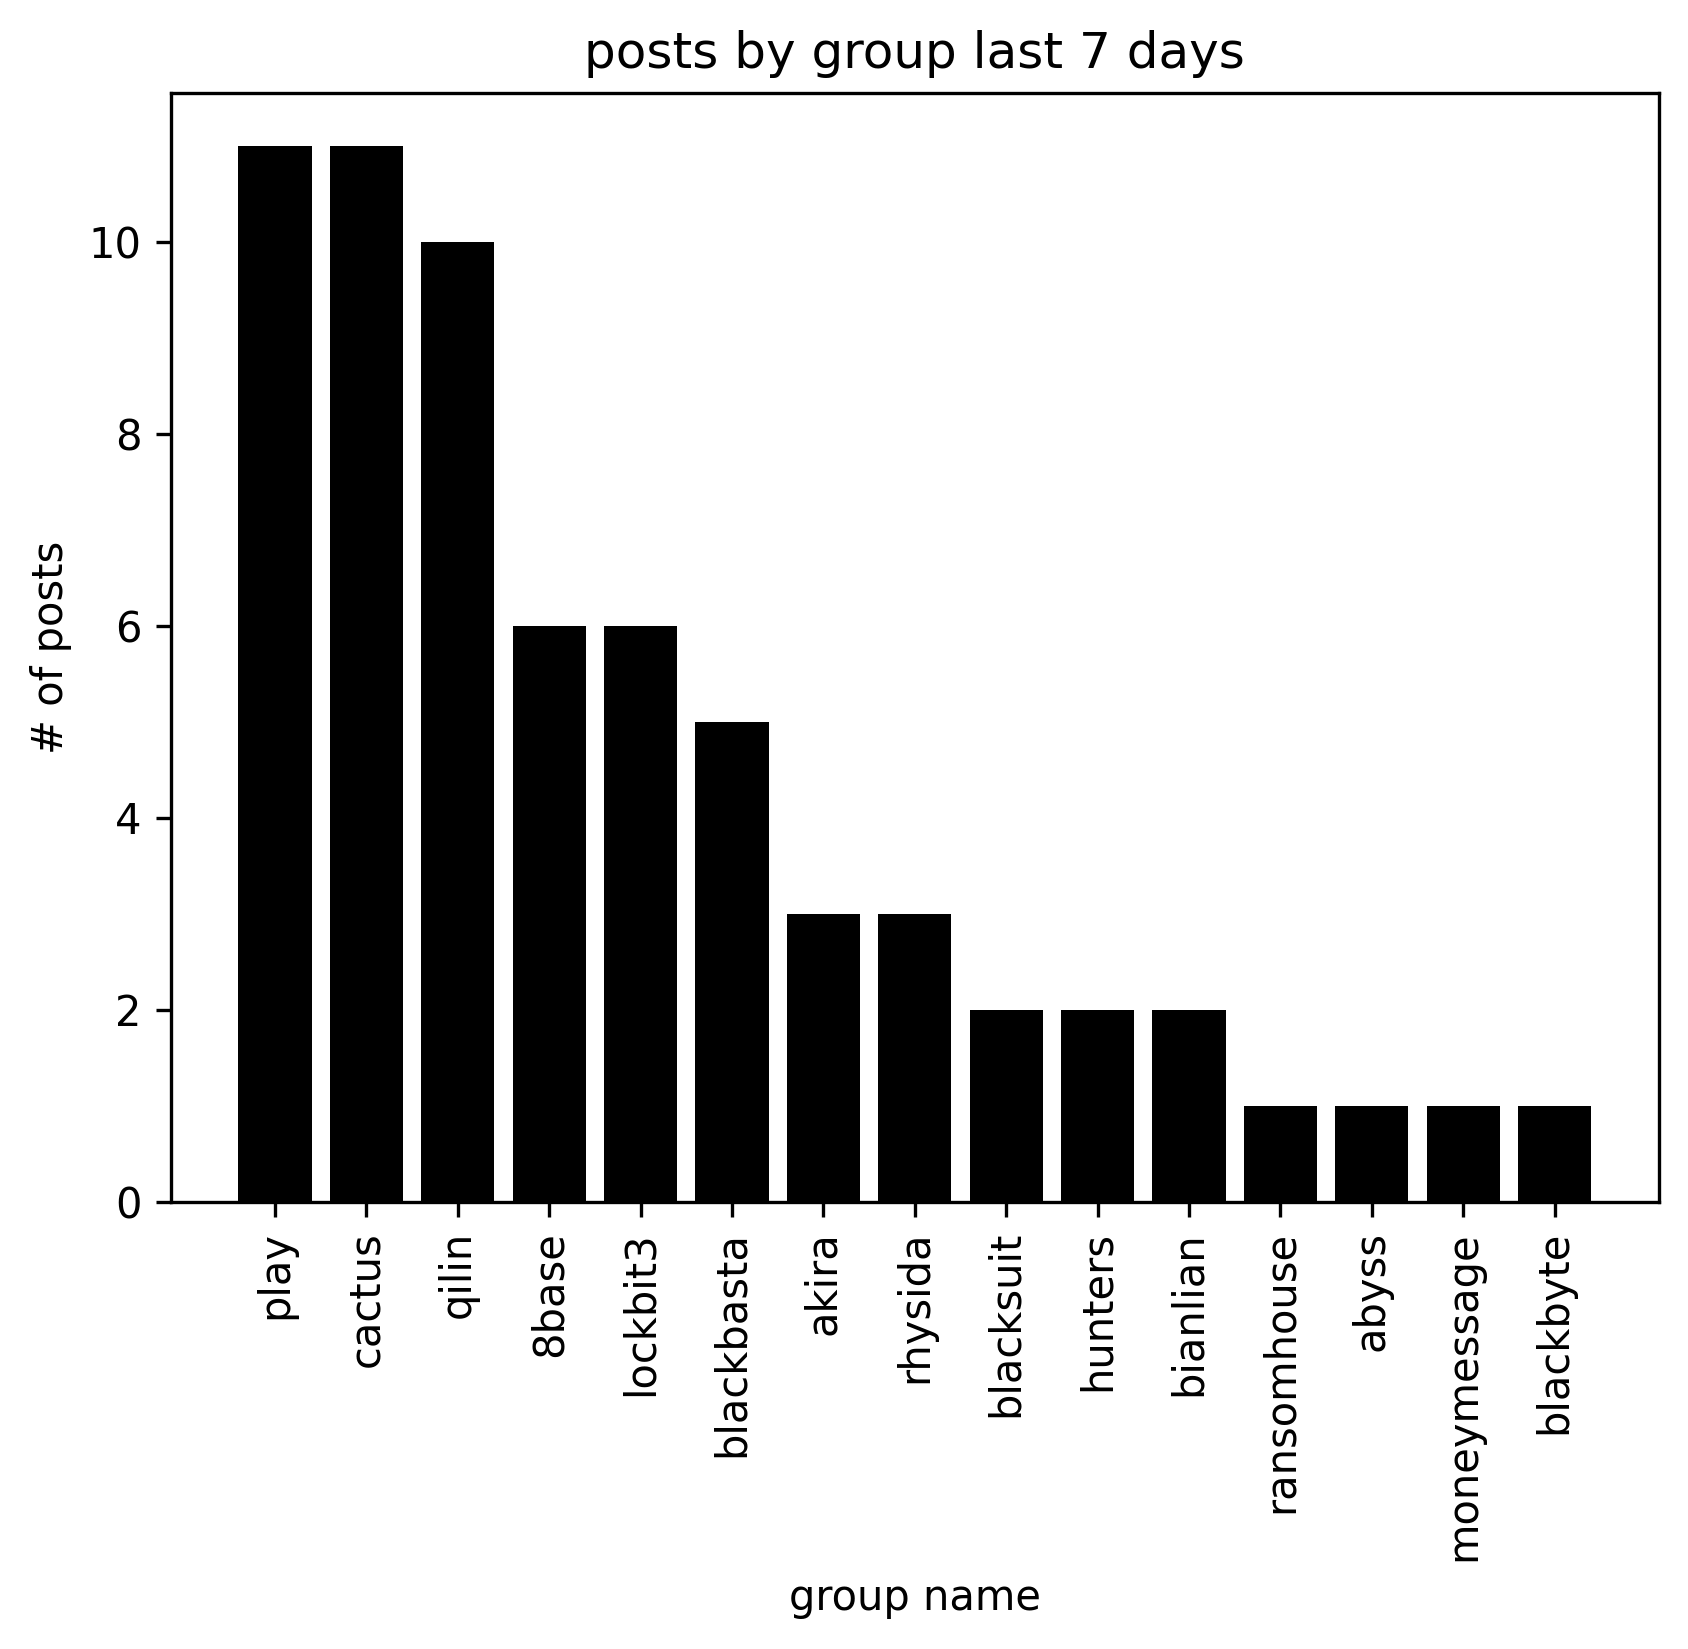 posts by group last 7 days
# of posts
10
8
6
4
2
0
play
cactus
qilin
8base
lockbit3
blackbasta
akira
rhysida
blacksuit
hunters
bianlian
ransomhouse
abyss
moneymessage
blackbyte
group name